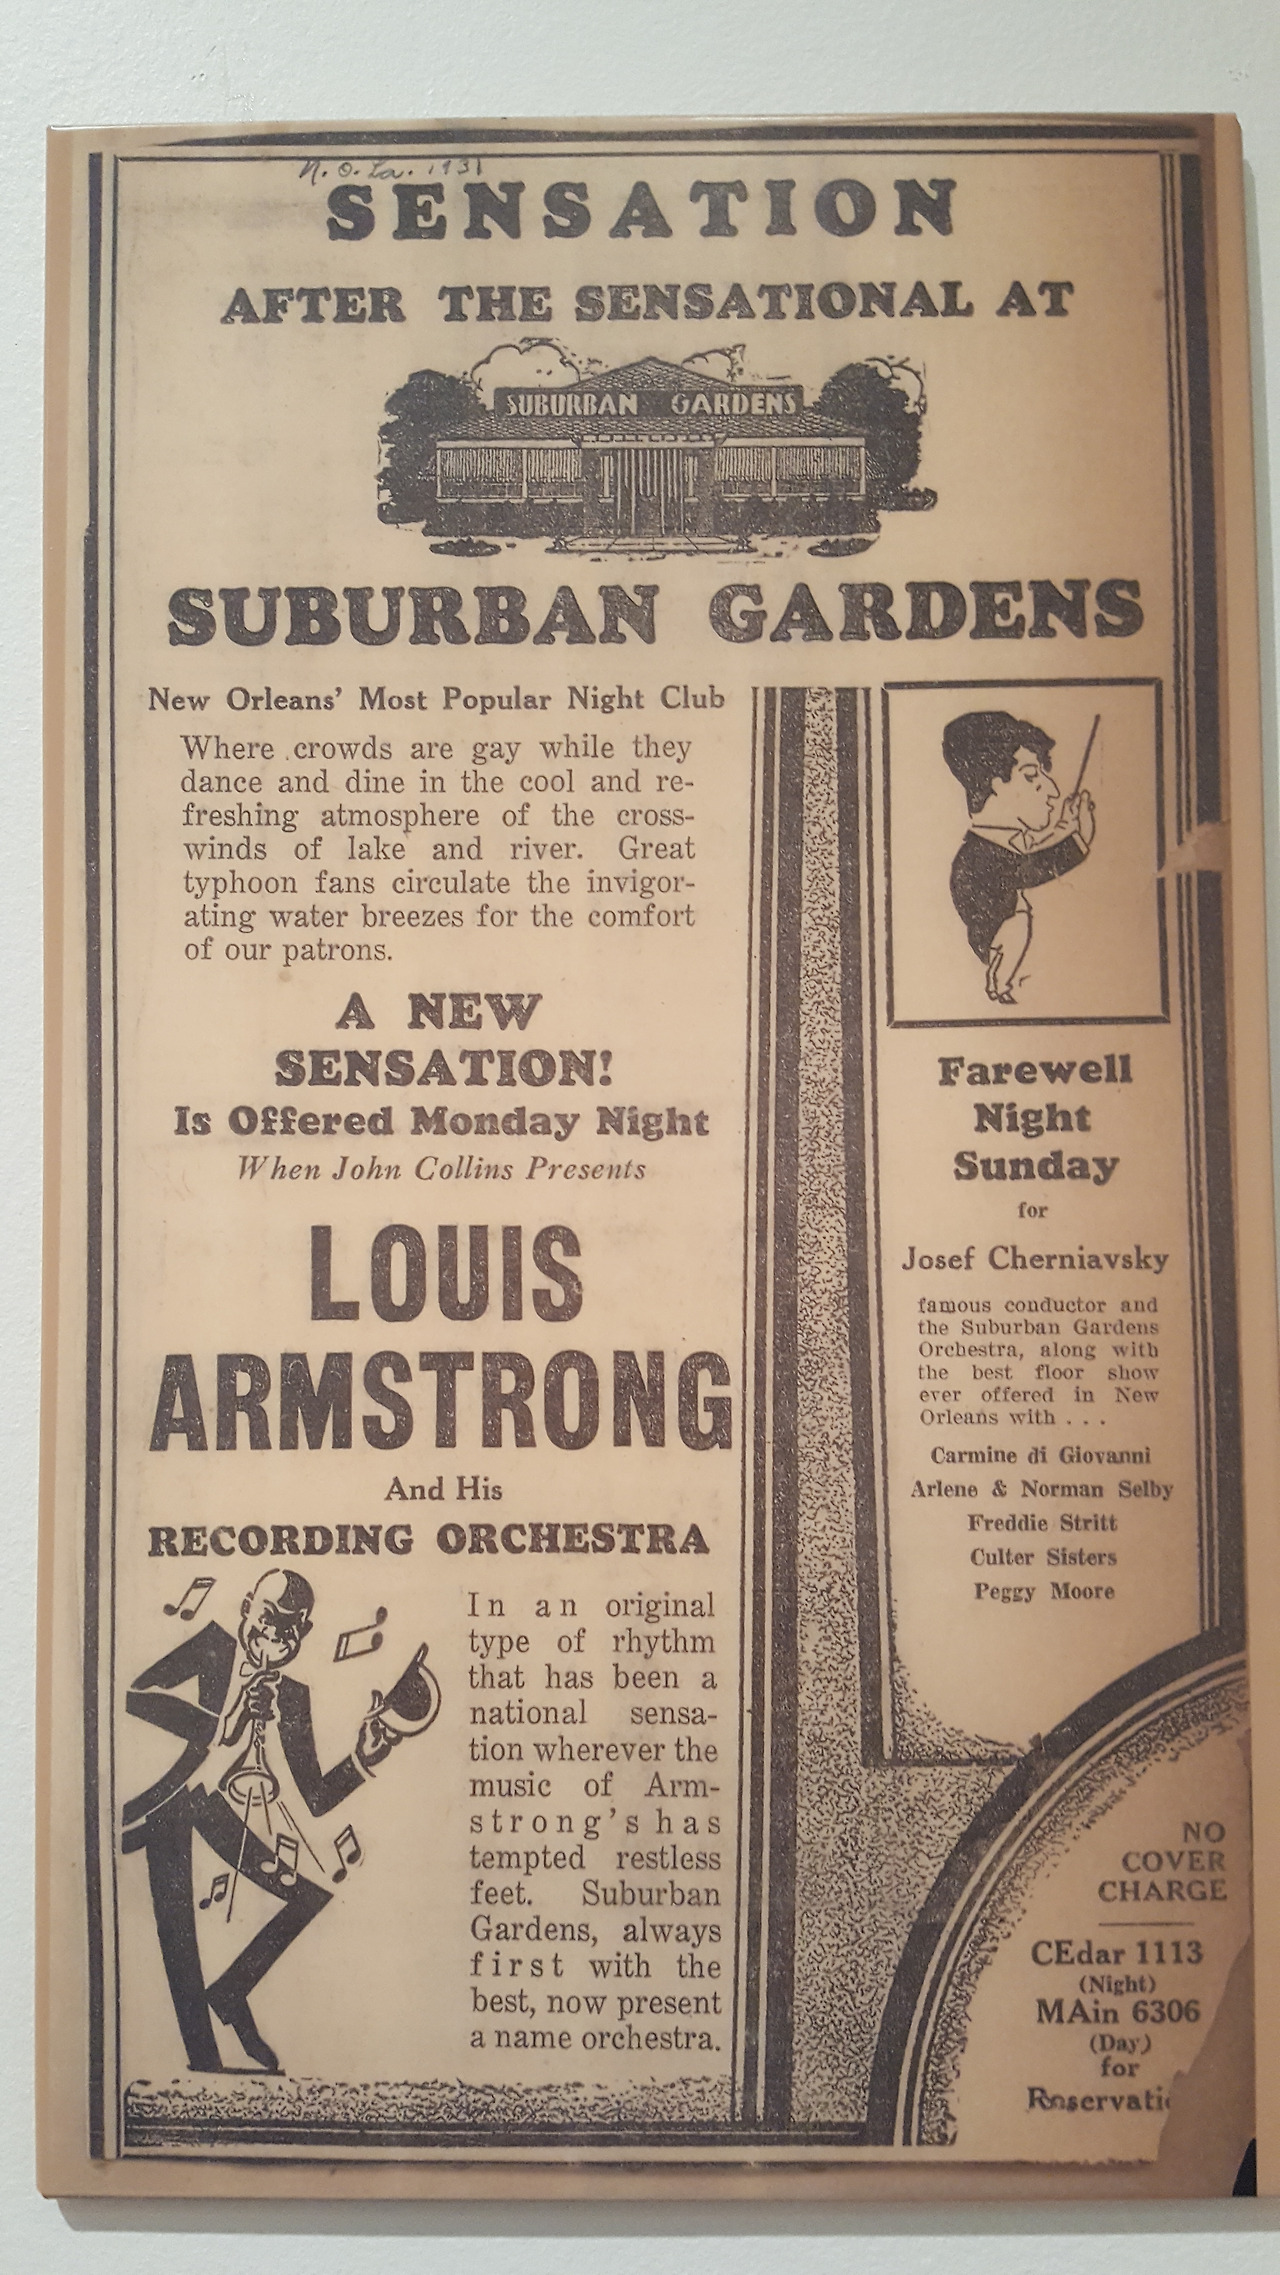 N. O. La. 1931
SENSATION
AFTER THE SENSATIONAL AT
SUBURBAN GARDENS
SUBURBAN GARDENS
New Orleans' Most Popular Night Club
Where crowds are gay while they
dance and dine in the cool and re-
freshing atmosphere of the cross-
winds of lake and river. Great
typhoon fans circulate the invigor-
ating water breezes for the comfort
of our patrons.
A NEW
SENSATION!
Is Offered Monday Night
When John Collins Presents
LOUIS
ARMSTRONG
And His
RECORDING ORCHESTRA
In an original
type of rhythm
that has been a
national sensa-
tion wherever the
music of Arm-
strong's has
tempted restless
feet. Suburban
Gardens, always
first with the
best, now present
a name orchestra.
Farewell
Night
Sunday
for
Josef Cherniavsky
famous conductor and
the Suburban Gardens
Orchestra, along with
the best floor show
ever offered in New
Orleans with . . .
Carmine di Giovanni
Arlene & Norman Selby
Freddie Stritt
Culter Sisters
Peggy Moore
NO
COVER
CHARGE
CEdar 1113
(Night)
MAin 6306
(Day)
for
Reservatio